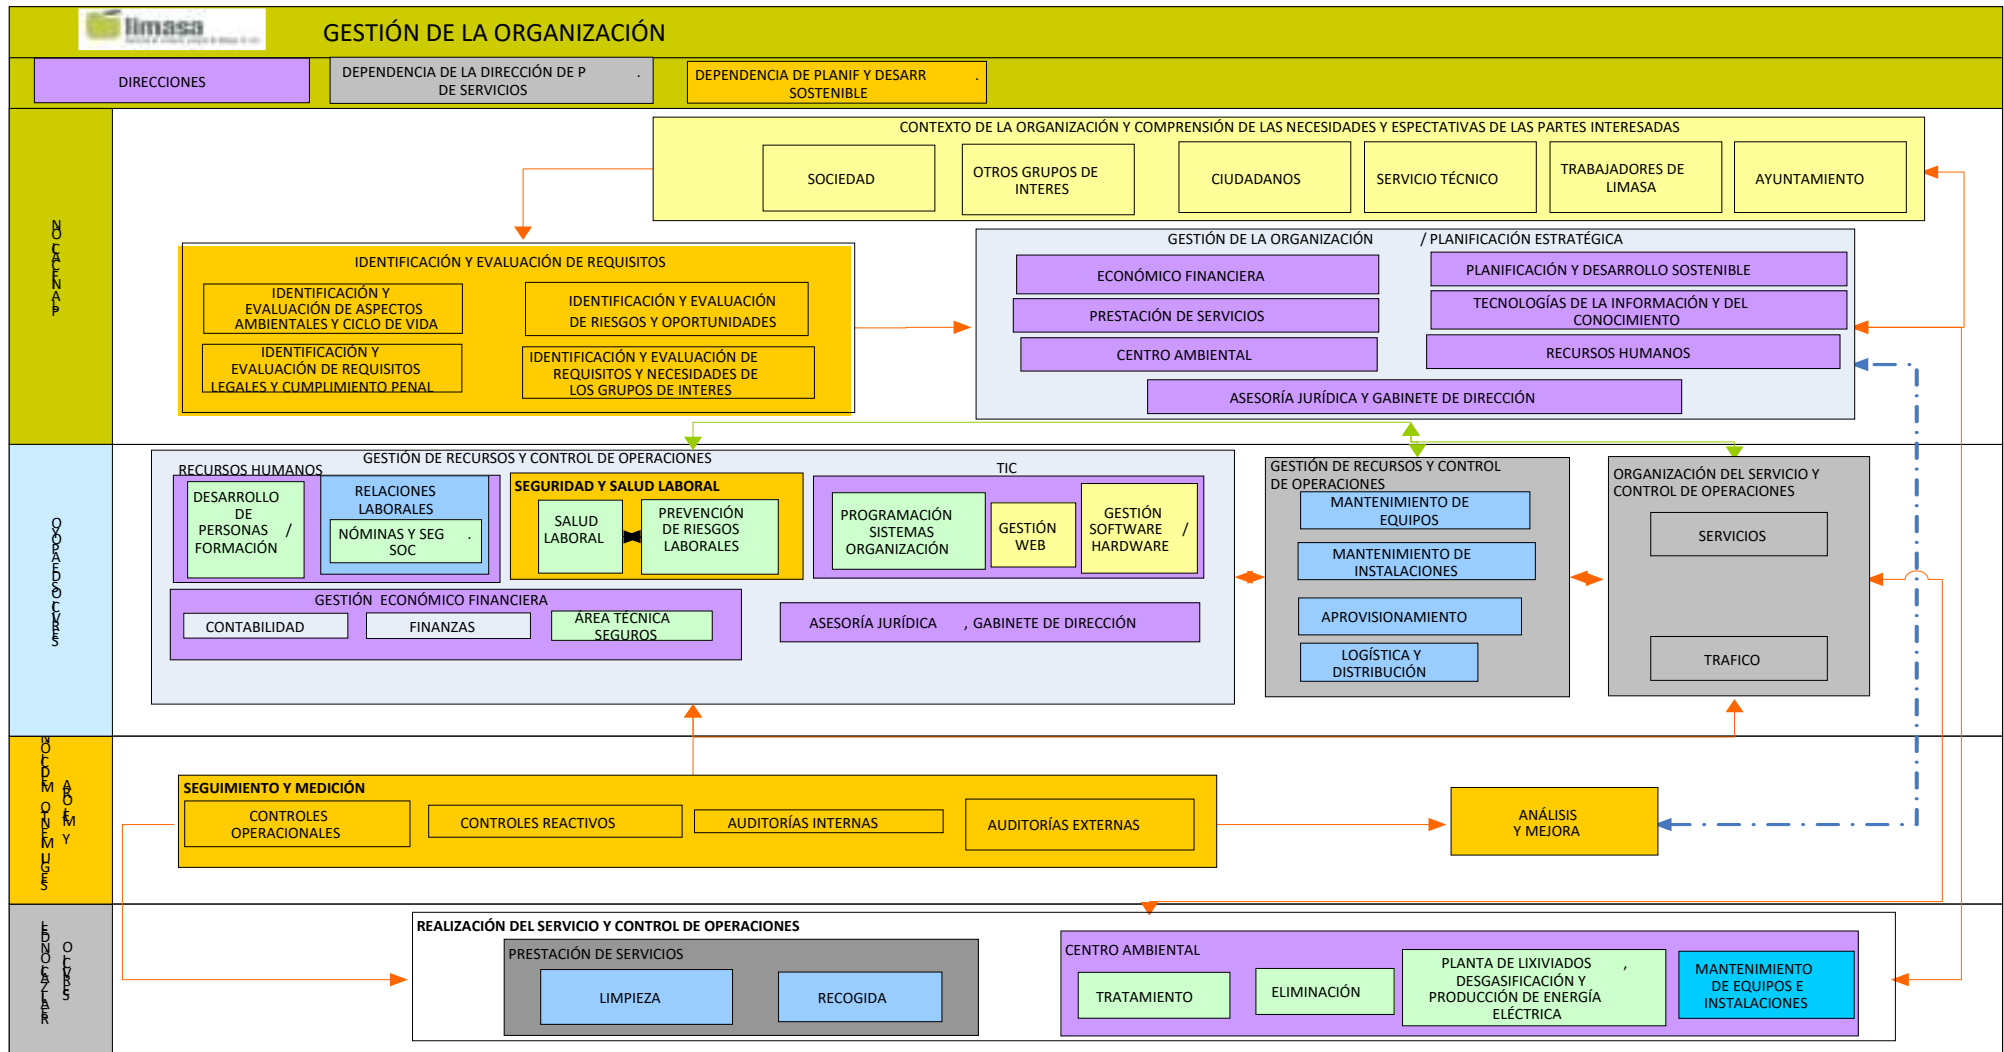 limasa
GESTIÓN DE LA ORGANIZACIÓN
DIRECCIONES
DEPENDENCIA DE LA DIRECCIÓN DE P .
DE SERVICIOS
DEPENDENCIA DE PLANIF Y DESARR .
SOSTENIBLE
PLANEACIÓN
CONTEXTO DE LA ORGANIZACIÓN Y COMPRENSIÓN DE LAS NECESIDADES Y ESPECTATIVAS DE LAS PARTES INTERESADAS
SOCIEDAD
OTROS GRUPOS DE
INTERES
CIUDADANOS
SERVICIO TÉCNICO
TRABAJADORES DE
LIMASA
AYUNTAMIENTO
IDENTIFICACIÓN Y EVALUACIÓN DE REQUISITOS
IDENTIFICACIÓN Y
EVALUACIÓN DE ASPECTOS
AMBIENTALES Y CICLO DE VIDA
IDENTIFICACIÓN Y EVALUACIÓN
DE RIESGOS Y OPORTUNIDADES
IDENTIFICACIÓN Y
EVALUACIÓN DE REQUISITOS
LEGALES Y CUMPLIMIENTO PENAL
IDENTIFICACIÓN Y EVALUACIÓN DE
REQUISITOS Y NECESIDADES DE
LOS GRUPOS DE INTERES
GESTIÓN DE LA ORGANIZACIÓN / PLANIFICACIÓN ESTRATÉGICA
ECONÓMICO FINANCIERA
PRESTACIÓN DE SERVICIOS
CENTRO AMBIENTAL
PLANIFICACIÓN Y DESARROLLO SOSTENIBLE
TECNOLOGÍAS DE LA INFORMACIÓN Y DEL
CONOCIMIENTO
RECURSOS HUMANOS
ASESORÍA JURÍDICA Y GABINETE DE DIRECCIÓN
SERVICIOS DE APOYO
GESTIÓN DE RECURSOS Y CONTROL DE OPERACIONES
RECURSOS HUMANOS
DESARROLLO
DE
PERSONAS /
FORMACIÓN
RELACIONES
LABORALES
NÓMINAS Y SEG .
SOC
SEGURIDAD Y SALUD LABORAL
SALUD
LABORAL
PREVENCIÓN
DE RIESGOS
LABORALES
TIC
PROGRAMACIÓN
SISTEMAS
ORGANIZACIÓN
GESTIÓN
WEB
GESTIÓN
SOFTWARE /
HARDWARE
GESTIÓN ECONÓMICO FINANCIERA
CONTABILIDAD
FINANZAS
ÁREA TÉCNICA
SEGUROS
ASESORÍA JURÍDICA , GABINETE DE DIRECCIÓN
GESTIÓN DE RECURSOS Y CONTROL
DE OPERACIONES
MANTENIMIENTO DE
EQUIPOS
MANTENIMIENTO DE
INSTALACIONES
APROVISIONAMIENTO
LOGÍSTICA Y
DISTRIBUCIÓN
ORGANIZACIÓN DEL SERVICIO Y
CONTROL DE OPERACIONES
SERVICIOS
TRAFICO
SEGUIMIENTO MEDICIÓN
Y MEJORA
SEGUIMIENTO Y MEDICIÓN
CONTROLES
OPERACIONALES
CONTROLES REACTIVOS
AUDITORÍAS INTERNAS
AUDITORÍAS EXTERNAS
ANÁLISIS
Y MEJORA
REALIZACIÓN DEL
SERVICIO
REALIZACIÓN DEL SERVICIO Y CONTROL DE OPERACIONES
PRESTACIÓN DE SERVICIOS
LIMPIEZA
RECOGIDA
CENTRO AMBIENTAL
TRATAMIENTO
ELIMINACIÓN
PLANTA DE LIXIVIADOS ,
DESGASIFICACIÓN Y
PRODUCCIÓN DE ENERGÍA
ELÉCTRICA
MANTENIMIENTO
DE EQUIPOS E
INSTALACIONES